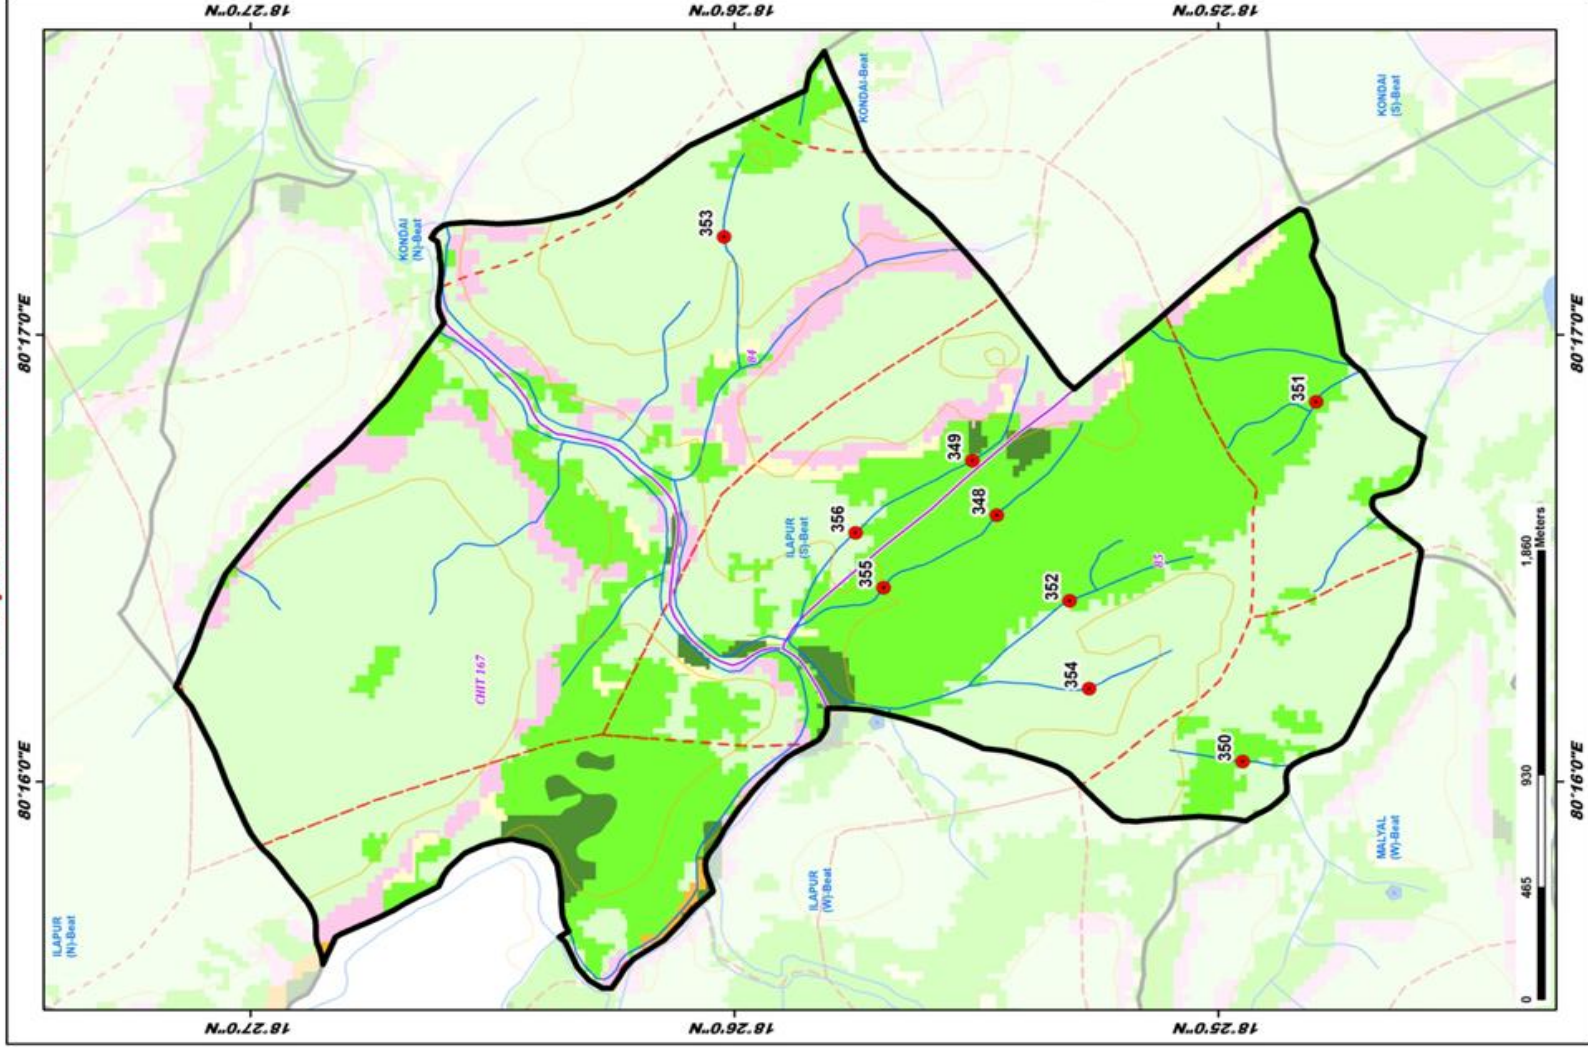 18°27'0"N
18°26'0"N
18°25'0"N
80°17'0"E
80°17'0"E
80°16'0"E
80°16'0"E
18°27'0"N
18°26'0"N
18°25'0"N
ILAPUR
(N)-Beat
KONDAI
(N)-Beat
KONDAI-Beat
KONDAI
(S)-Beat
ILAPUR
(S)-Beat
ILAPUR
(W)-Beat
MALYAL
(W)-Beat
CHIT 167
84
85
353
351
349
348
356
355
352
354
350
0
465
930
1,860
Meters